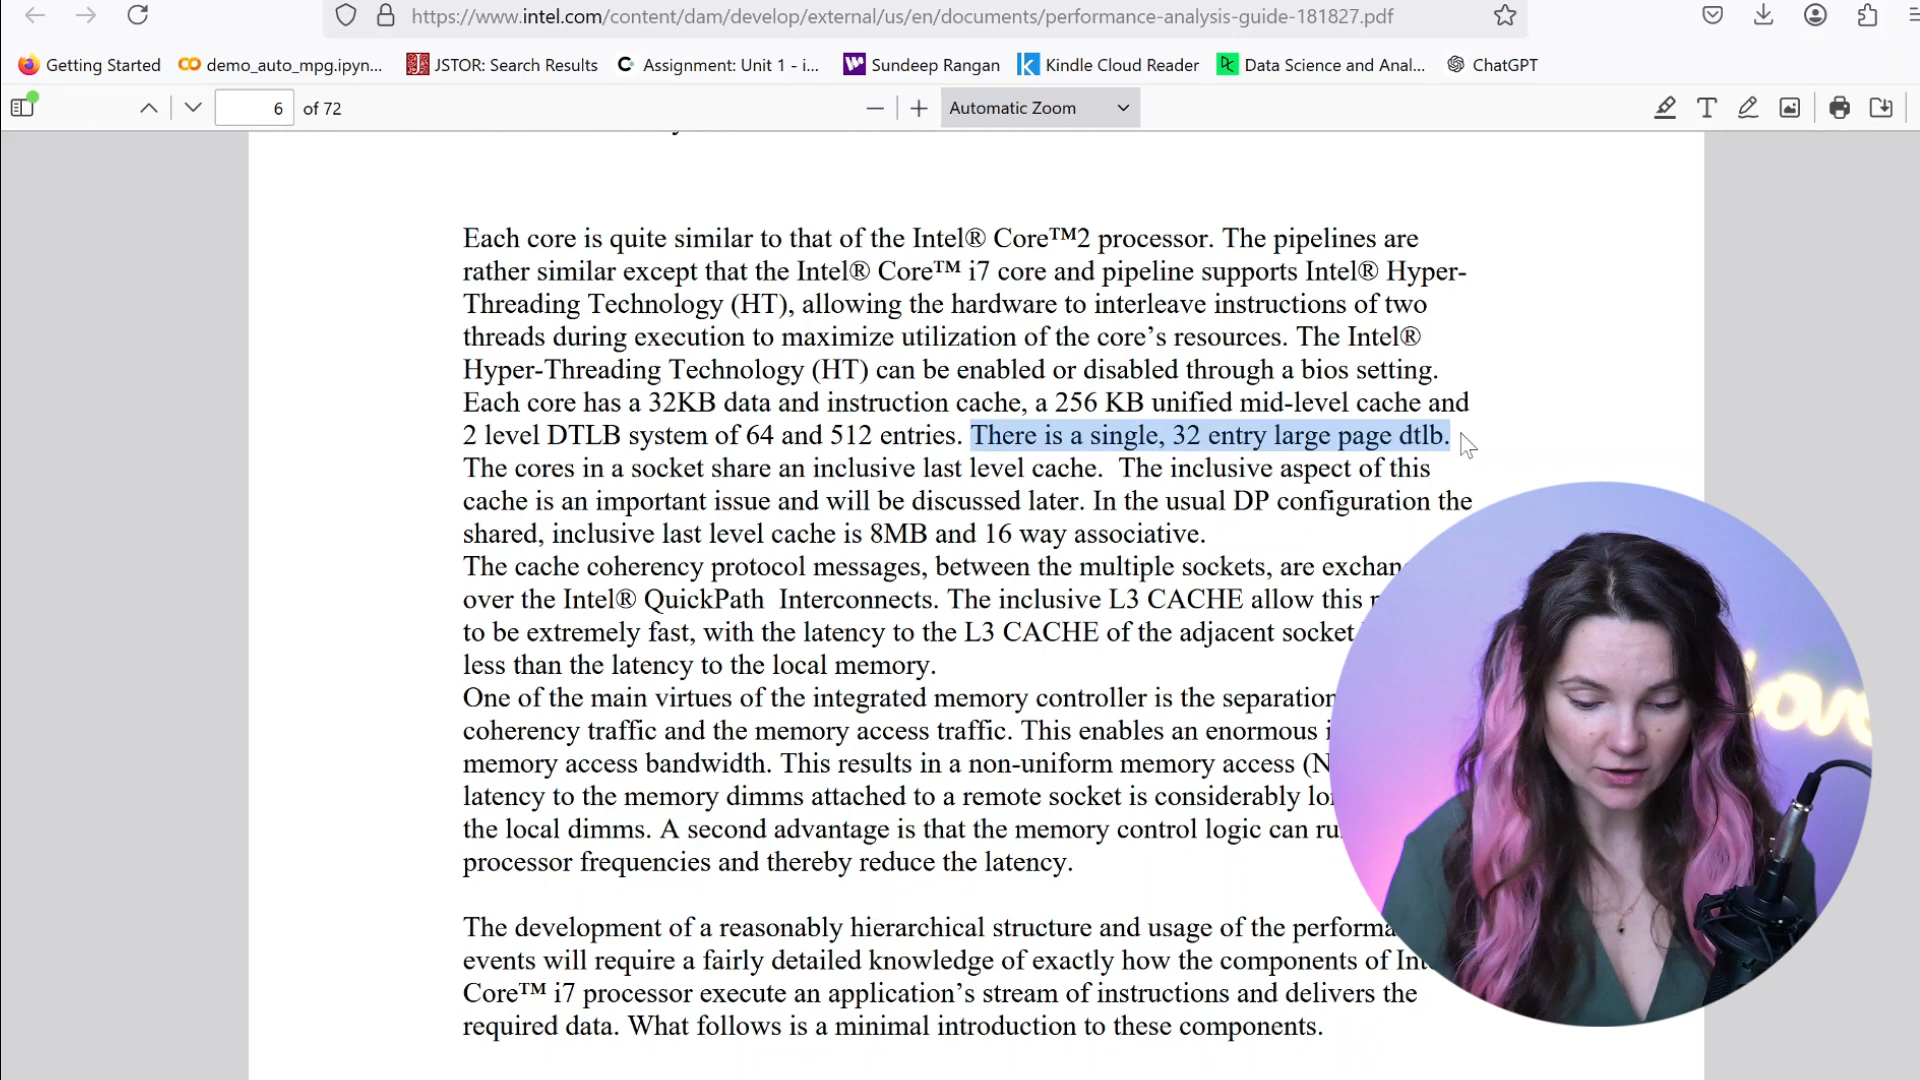 https://www.intel.com/content/dam/develop/external/us/en/documents/performance-analysis-guide-181827.pdf
Getting Started demo_auto_mpg.ipyn... JSTOR: Search Results Assignment: Unit 1 - i... Sundeep Rangan Kindle Cloud Reader Data Science and Anal... ChatGPT
6 of 72 Automatic Zoom
Each core is quite similar to that of the Intel® Core™2 processor. The pipelines are
rather similar except that the Intel® Core™ i7 core and pipeline supports Intel® Hyper-
Threading Technology (HT), allowing the hardware to interleave instructions of two
threads during execution to maximize utilization of the core’s resources. The Intel®
Hyper-Threading Technology (HT) can be enabled or disabled through a bios setting.
Each core has a 32KB data and instruction cache, a 256 KB unified mid-level cache and
2 level DTLB system of 64 and 512 entries. There is a single, 32 entry large page dtlb.
The cores in a socket share an inclusive last level cache. The inclusive aspect of this
cache is an important issue and will be discussed later. In the usual DP configuration the
shared, inclusive last level cache is 8MB and 16 way associative.
The cache coherency protocol messages, between the multiple sockets, are
over the Intel® QuickPath Interconnects. The inclusive L3 CACHE allow this
to be extremely fast, with the latency to the L3 CACHE of the adjacent socket
less than the latency to the local memory.
One of the main virtues of the integrated memory controller is the separation
coherency traffic and the memory access traffic. This enables an enormous
memory access bandwidth. This results in a non-uniform memory access
latency to the memory dimms attached to a remote socket is considerably
the local dimms. A second advantage is that the memory control logic can
processor frequencies and thereby reduce the latency.
The development of a reasonably hierarchical structure and usage of the
events will require a fairly detailed knowledge of exactly how the components of
Core™ i7 processor execute an application’s stream of instructions and delivers the
required data. What follows is a minimal introduction to these components.